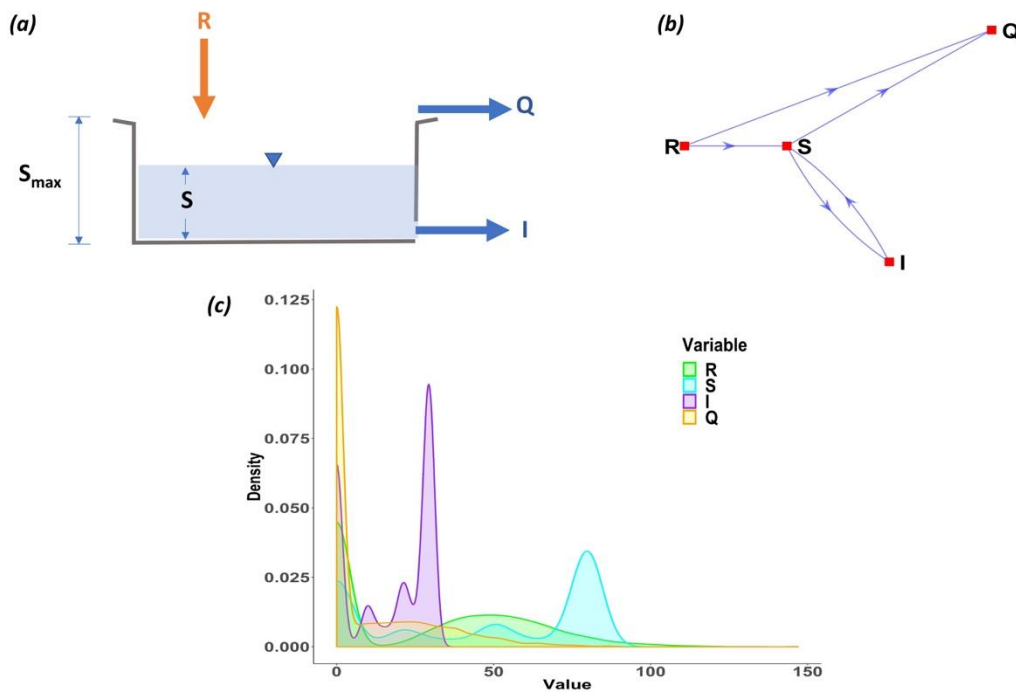 (a)
R
Q
S
Smax
I
(b)
Q
R
S
I
(c)
0.125
0.100
0.075
0.050
0.025
0.000
Density
0
50
100
150
Value
Variable
R
S
I
Q